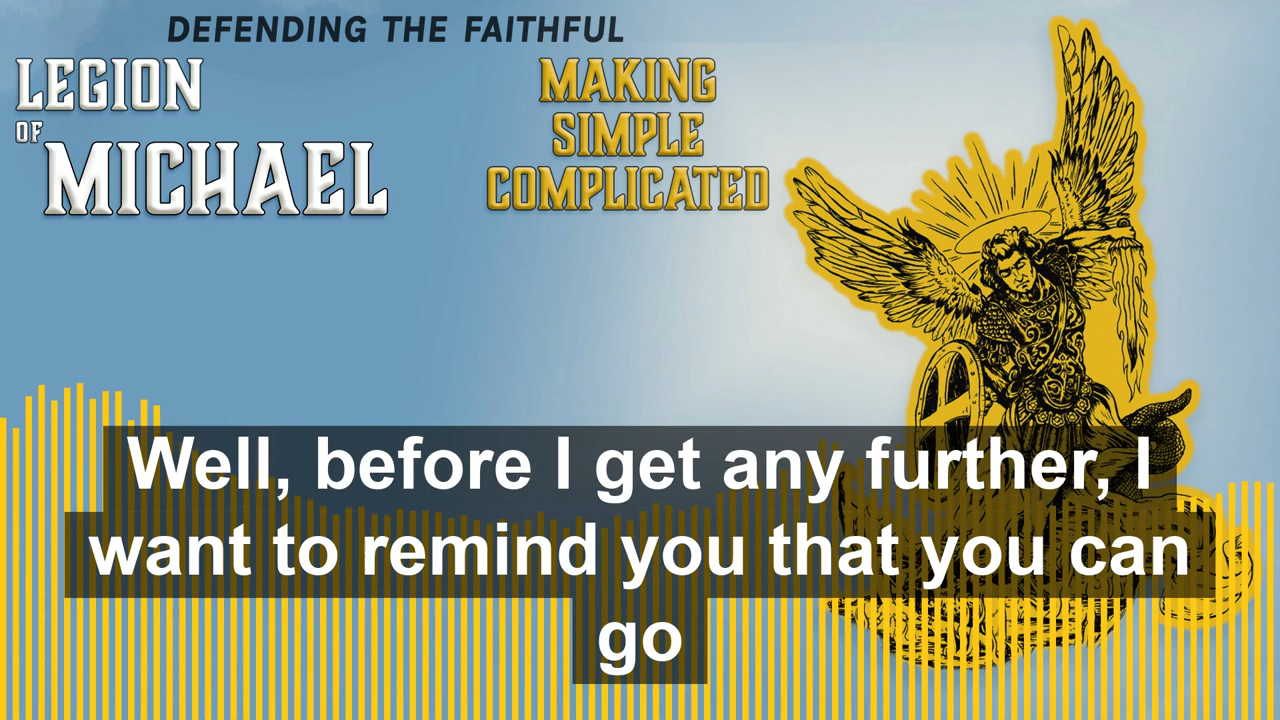 DEFENDING THE FAITHFUL
LEGION
OF
MICHAEL
MAKING
SIMPLE
COMPLICATED
Well, before I get any further, I
want to remind you that you can
go